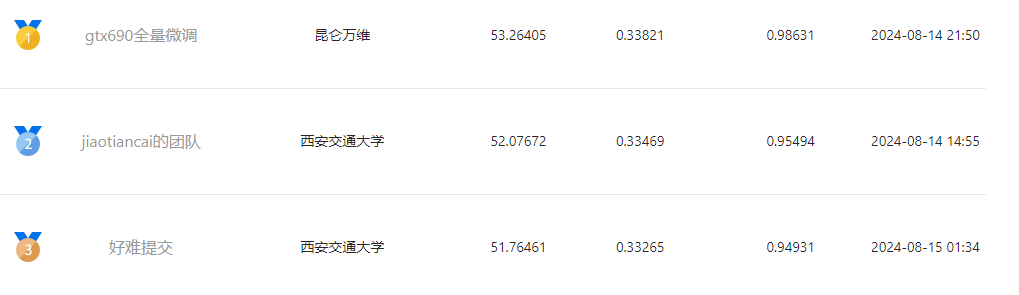 1 gtx690全量微调 昆仑万维 53.26405 0.33821 0.98631 2024-08-14 21:50
2 jiaotiancai的团队 西安交通大学 52.07672 0.33469 0.95494 2024-08-14 14:55
3 好难提交 西安交通大学 51.76461 0.33265 0.94931 2024-08-15 01:34